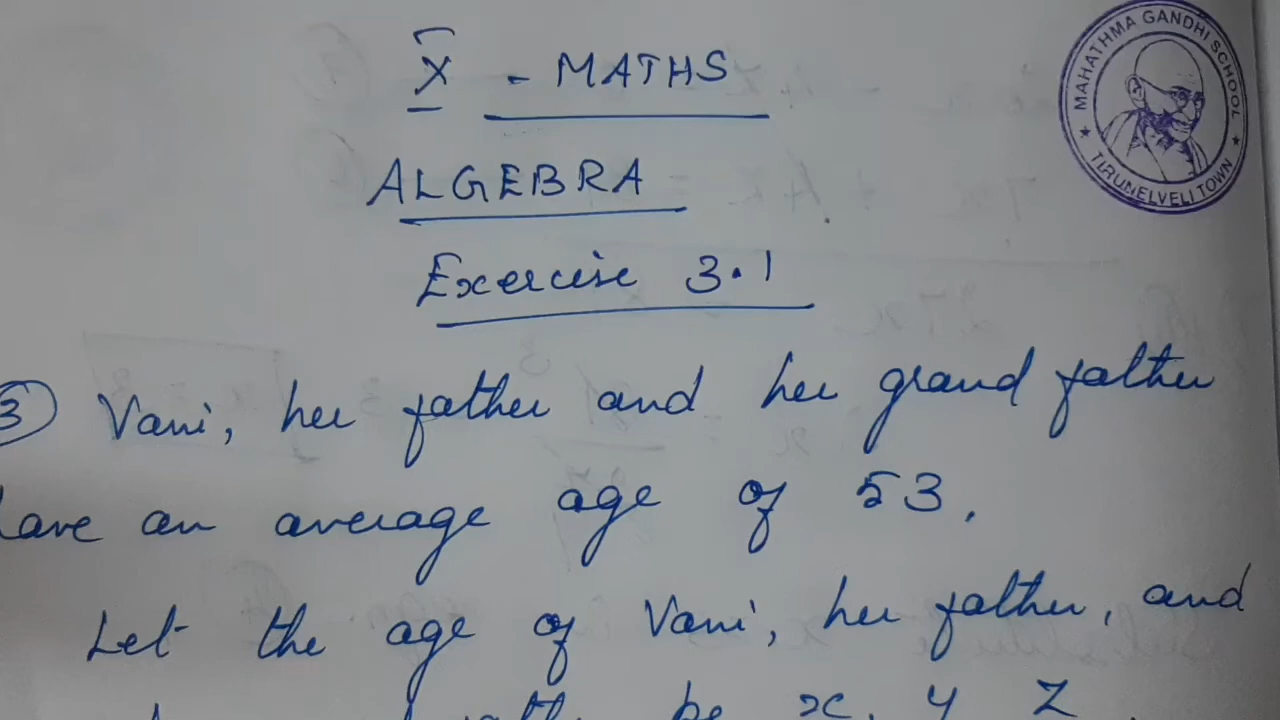 X - MATHS
ALGEBRA
Exercise 3.1
MAHATHMA GANDHI SCHOOL
★ TIRUNELVELI TOWN ★
3 Vani, her father and her grand father
have an average age of 53.
Let the age of Vani, her father, and
be x, y z